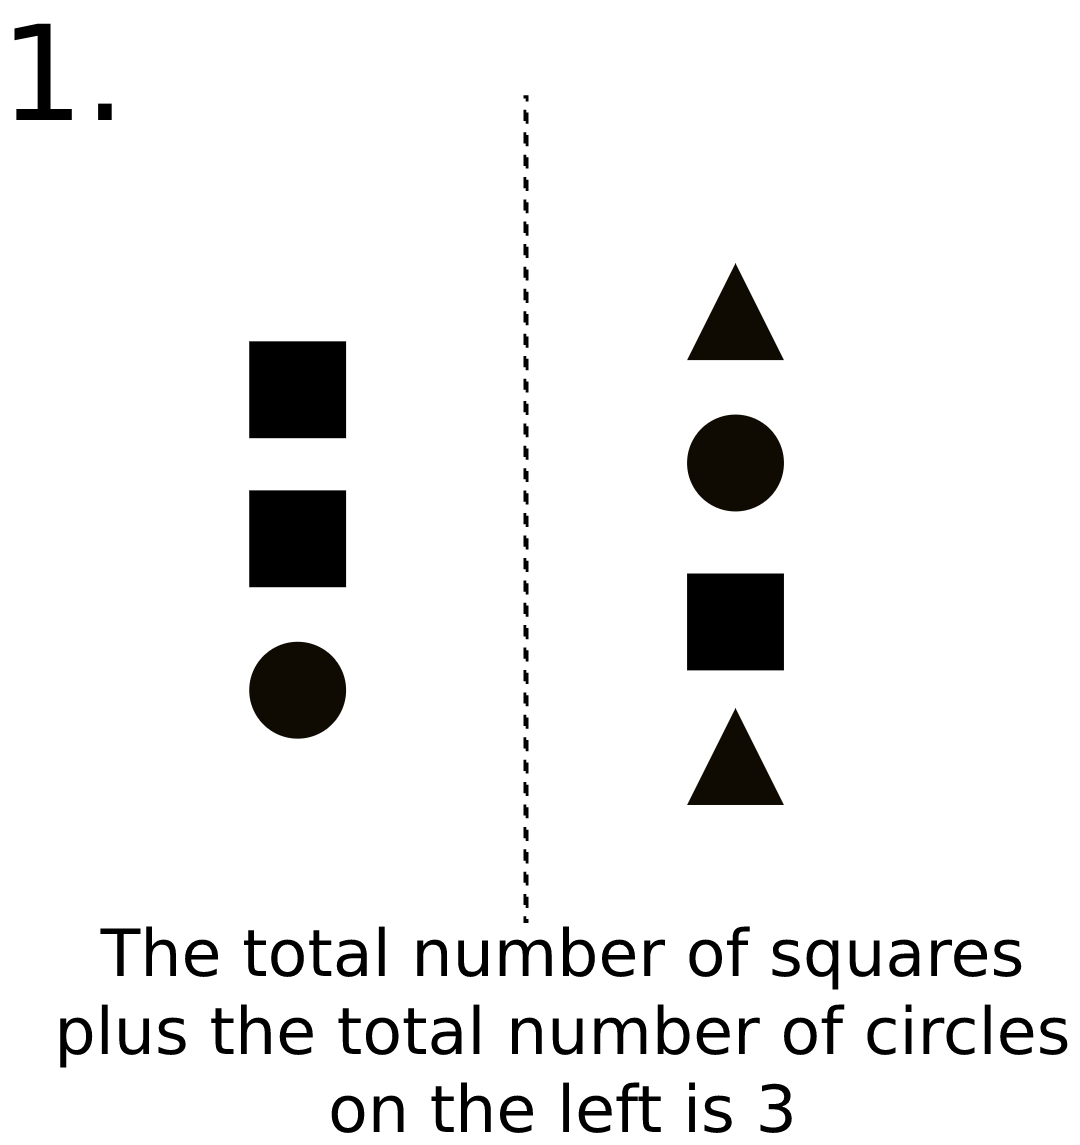 1.
The total number of squares
plus the total number of circles
on the left is 3